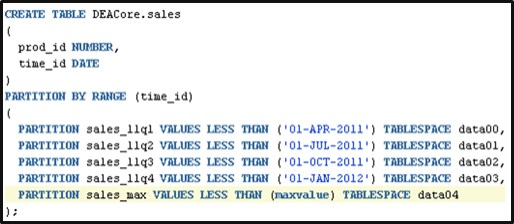 CREATE TABLE DEACore.sales
(
prod_id NUMBER,
time_id DATE
)
PARTITION BY RANGE (time_id)
(
PARTITION sales_11q1 VALUES LESS THAN ('01-APR-2011') TABLESPACE data00,
PARTITION sales_11q2 VALUES LESS THAN ('01-JUL-2011') TABLESPACE data01,
PARTITION sales_11q3 VALUES LESS THAN ('01-OCT-2011') TABLESPACE data02,
PARTITION sales_11q4 VALUES LESS THAN ('01-JAN-2012') TABLESPACE data03,
PARTITION sales_max VALUES LESS THAN (maxvalue) TABLESPACE data04
);